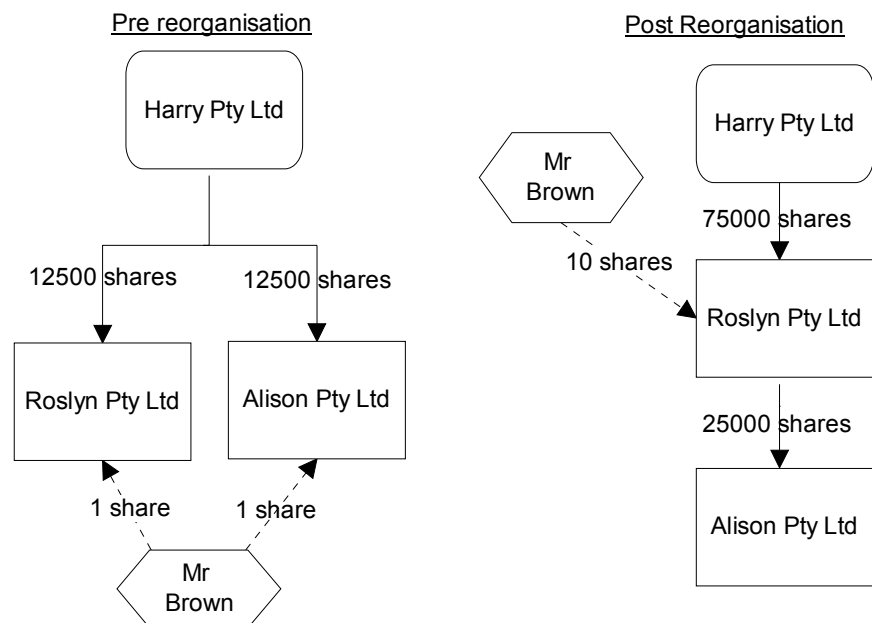 Pre reorganisation
Harry Pty Ltd
12500 shares
12500 shares
Roslyn Pty Ltd
Alison Pty Ltd
1 share
1 share
Mr
Brown
Post Reorganisation
Harry Pty Ltd
Mr
Brown
75000 shares
10 shares
Roslyn Pty Ltd
25000 shares
Alison Pty Ltd